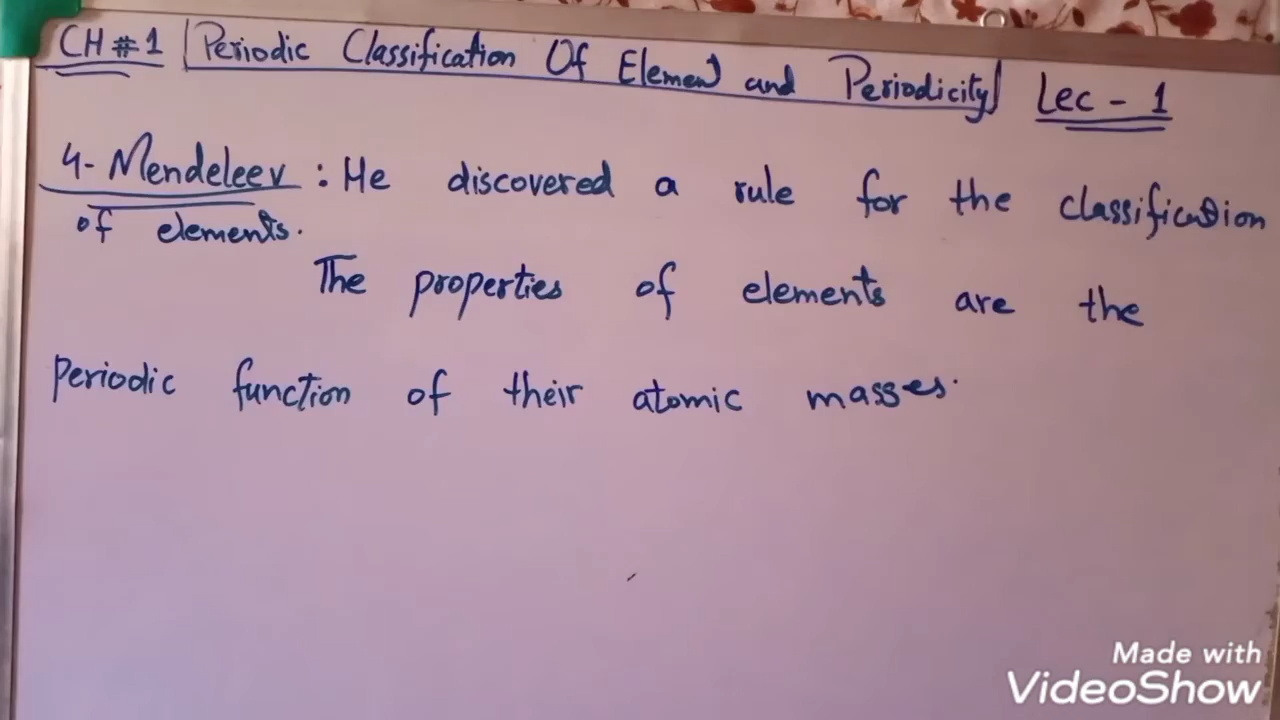 CH # 1 Periodic Classification Of Element and Periodicity Lec - 1
4- Mendeleev : He discovered a rule for the classification
of elements.
The properties of elements are the
Periodic function of their atomic masses.
Made with
VideoShow